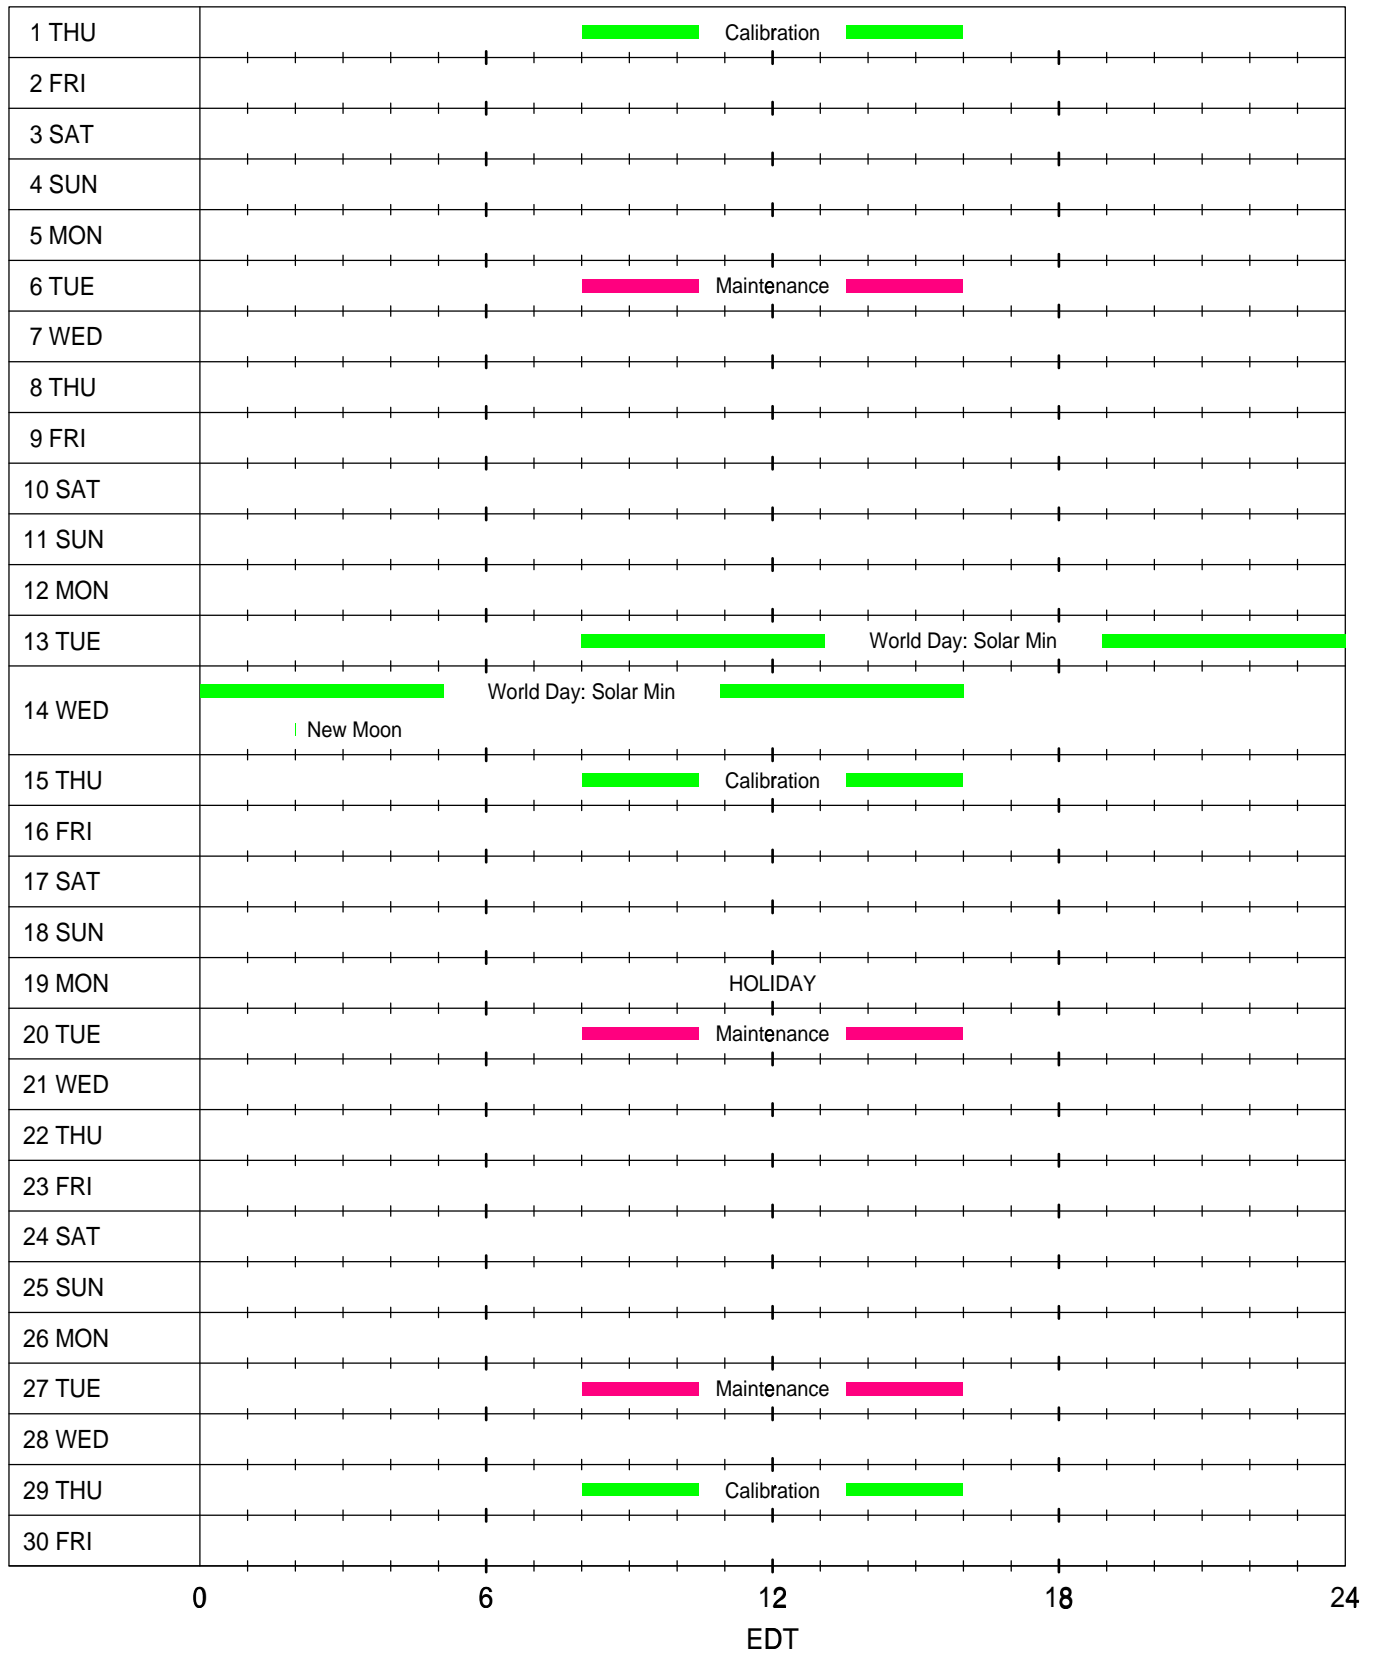 1 THU Calibration
2 FRI
3 SAT
4 SUN
5 MON
6 TUE Maintenance
7 WED
8 THU
9 FRI
10 SAT
11 SUN
12 MON
13 TUE World Day: Solar Min
14 WED World Day: Solar Min
New Moon
15 THU Calibration
16 FRI
17 SAT
18 SUN
19 MON HOLIDAY
20 TUE Maintenance
21 WED
22 THU
23 FRI
24 SAT
25 SUN
26 MON
27 TUE Maintenance
28 WED
29 THU Calibration
30 FRI
0 6 12 18 24
EDT